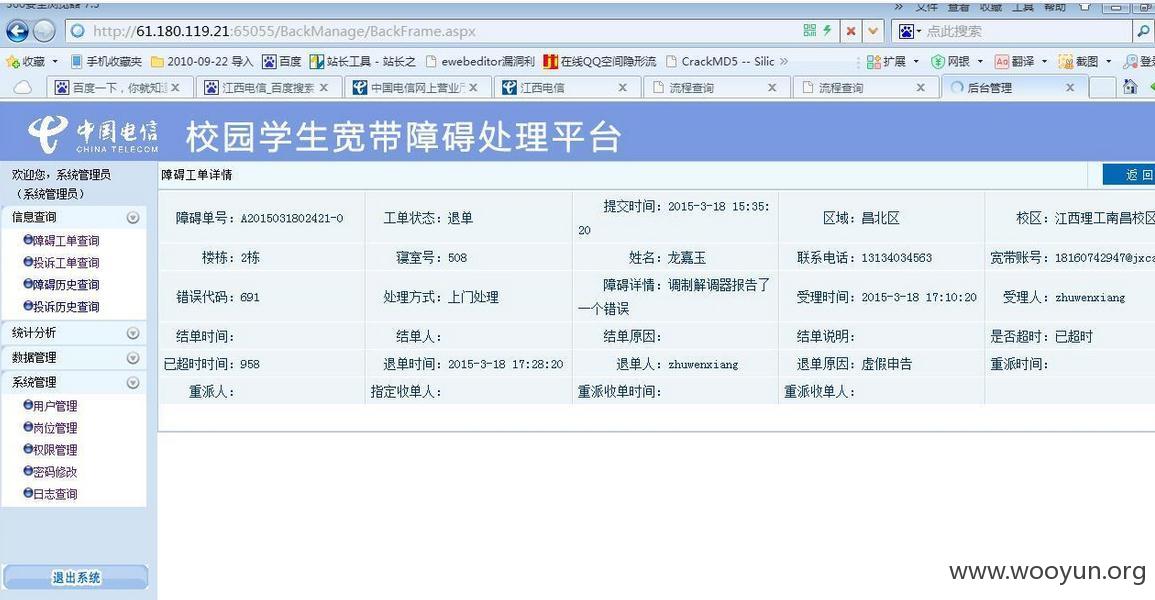 360安全浏览器 7.3
» 文件 查看 收藏 工具 帮助
http://61.180.119.21:65055/BackManage/BackFrame.aspx
点此搜索
收藏 手机收藏夹 2010-09-22 导入 百度 站长工具 - 站长之 ewebeditor漏洞利 在线QQ空间隐形流 CrackMD5 -- Silic » 扩展 网银 翻译 截图
百度一下，你就知 江西电信_百度搜索 中国电信网上营业厅 江西电信 流程查询 流程查询 后台管理
中国电信
CHINA TELECOM
校园学生宽带障碍处理平台
欢迎您，系统管理员
（系统管理员）
信息查询
障碍工单查询
投诉工单查询
障碍历史查询
投诉历史查询
统计分析
数据管理
系统管理
用户管理
岗位管理
权限管理
密码修改
日志查询
退出系统
障碍工单详情
返回
障碍单号：A2015031802421-0 工单状态：退单 提交时间：2015-3-18 15:35:
20 区域：昌北区 校区：江西理工南昌校区
楼栋：2栋 寝室号：508 姓名：龙嘉玉 联系电话：13134034563 宽带账号：18160742947@jxca
错误代码：691 处理方式：上门处理 障碍详情：调制解调器报告了
一个错误 受理时间：2015-3-18 17:10:20 受理人：zhuwenxiang
结单时间： 结单人： 结单原因： 结单说明： 是否超时：已超时
已超时时间：958 退单时间：2015-3-18 17:28:20 退单人：zhuwenxiang 退单原因：虚假申告 重派时间：
重派人： 指定收单人： 重派收单时间： 重派收单人：
www.wooyun.org